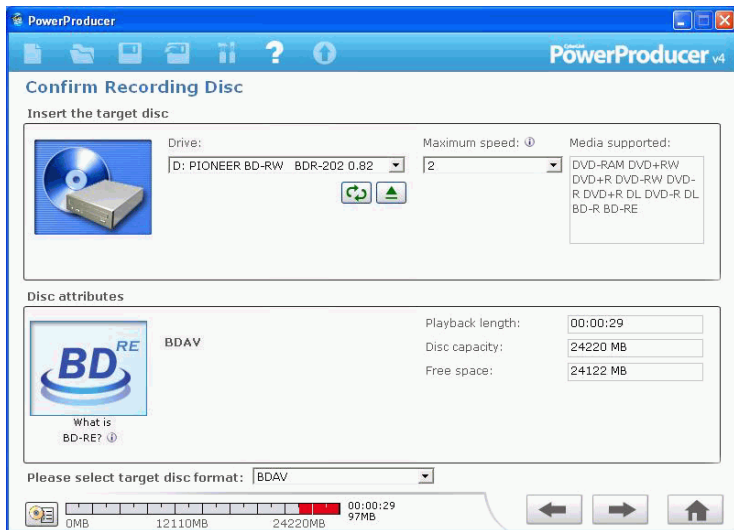 PowerProducer
?
CyberLink
PowerProducer v4
Confirm Recording Disc
Insert the target disc
Drive:
Maximum speed:
Media supported:
D: PIONEER BD-RW BDR-202 0.82
2
DVD-RAM DVD+RW
DVD+R DVD-RW DVD-
R DVD+R DL DVD-R DL
BD-R BD-RE
Disc attributes
BD RE
BDAV
Playback length:
00:00:29
Disc capacity:
24220 MB
Free space:
24122 MB
What is
BD-RE?
Please select target disc format:
BDAV
0MB
12110MB
24220MB
00:00:29
97MB